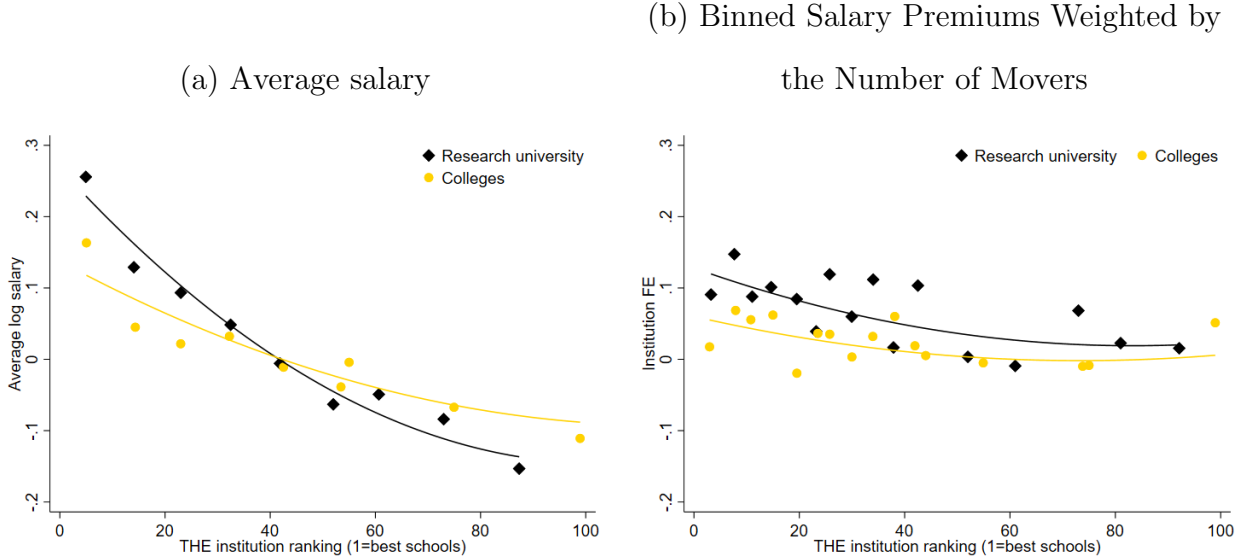 (a) Average salary
Average log salary
.3
.2
.1
0
-.1
-.2
Research university
Colleges
0 20 40 60 80 100
THE institution ranking (1=best schools)
(b) Binned Salary Premiums Weighted by
the Number of Movers
Institution FE
.3
.2
.1
0
-.1
-.2
Research university Colleges
0 20 40 60 80 100
THE institution ranking (1=best schools)